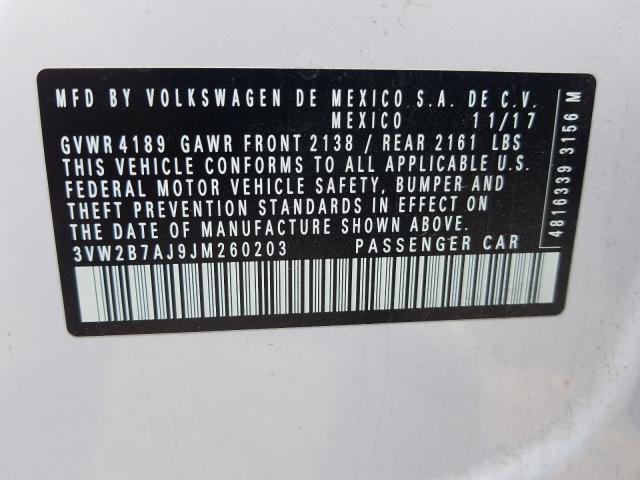 MFD BY VOLKSWAGEN DE MEXICO S.A. DE C.V.
MEXICO 11/17
GVWR 4189 GAWR FRONT 2138 / REAR 2161 LBS
THIS VEHICLE CONFORMS TO ALL APPLICABLE U.S.
FEDERAL MOTOR VEHICLE SAFETY, BUMPER AND
THEFT PREVENTION STANDARDS IN EFFECT ON
THE DATE OF MANUFACTURE SHOWN ABOVE.
3VW2B7AJ9JM260203 PASSENGER CAR
4816339 3156 M